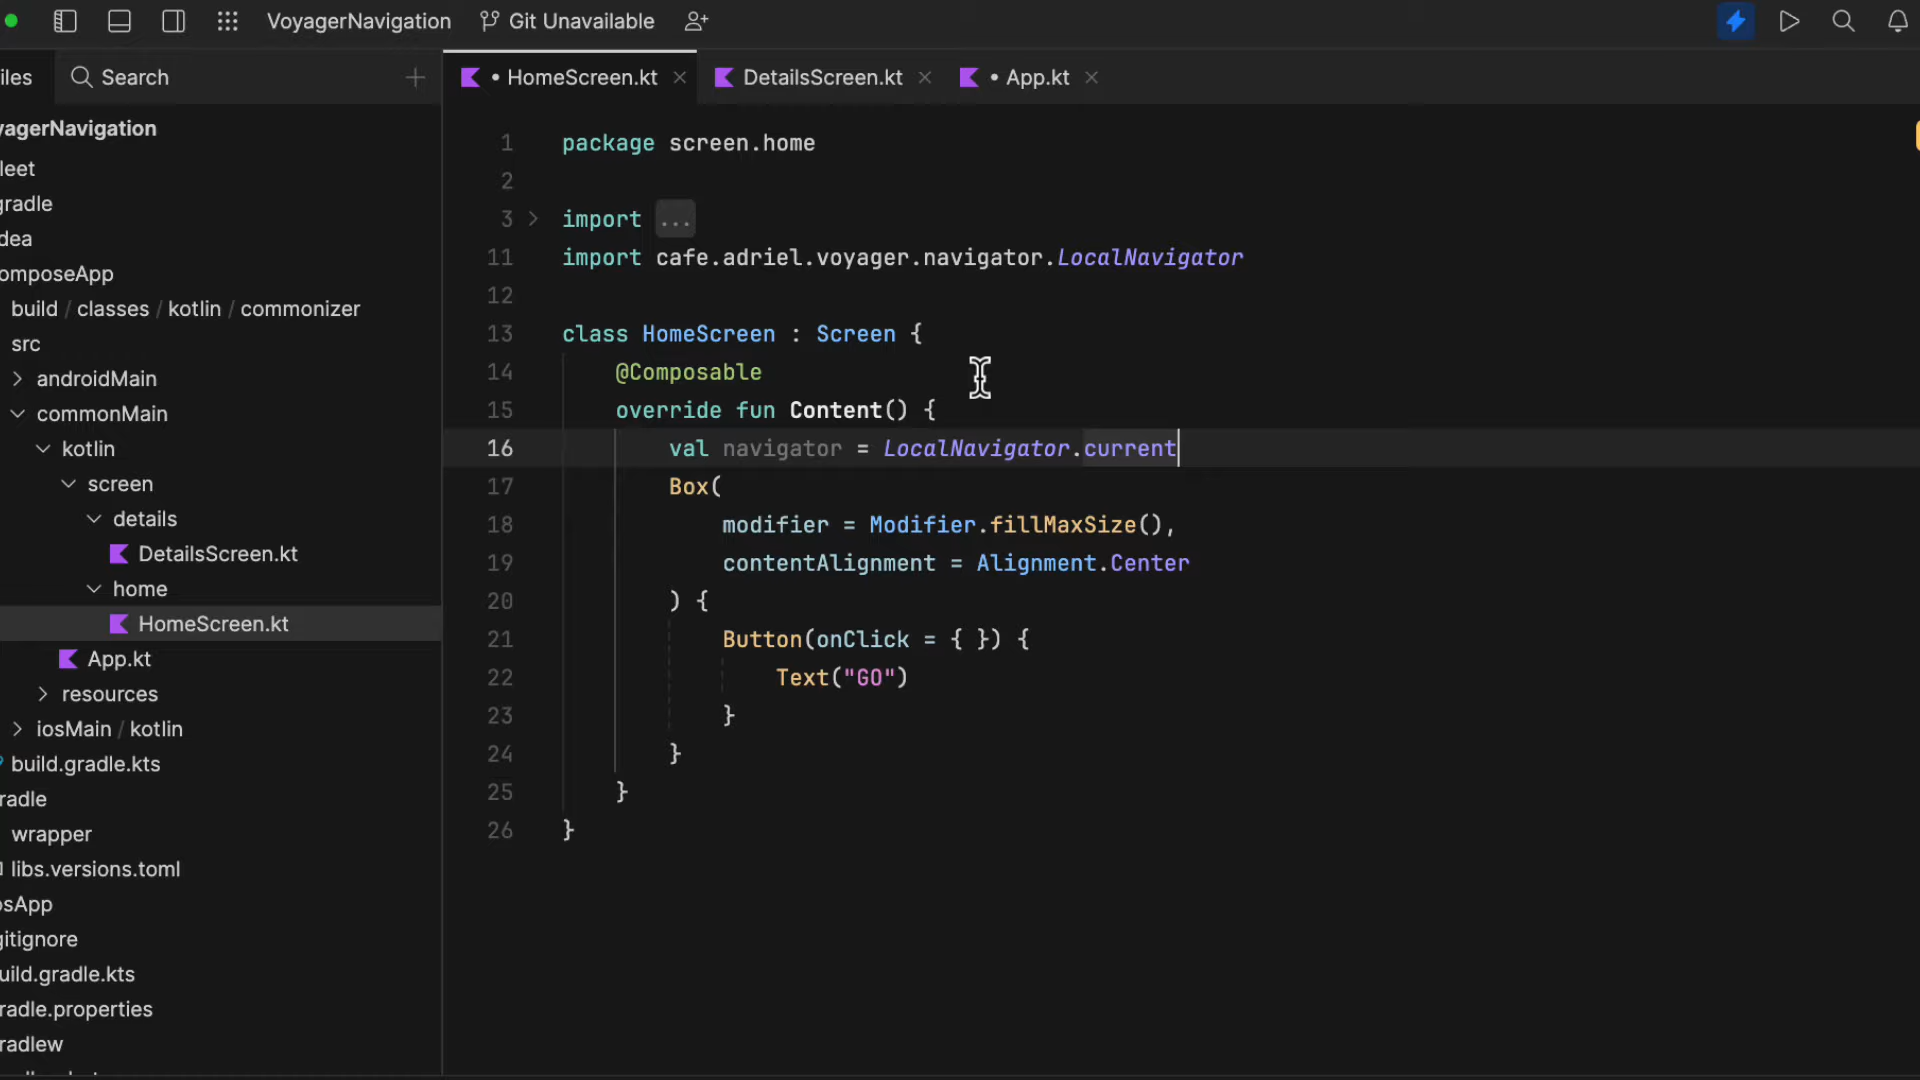 VoyagerNavigation Git Unavailable
iles Search
• HomeScreen.kt DetailsScreen.kt • App.kt
yagerNavigation
leet
gradle
dea
omposeApp
build / classes / kotlin / commonizer
src
androidMain
commonMain
kotlin
screen
details
DetailsScreen.kt
home
HomeScreen.kt
App.kt
resources
iosMain / kotlin
build.gradle.kts
radle
wrapper
libs.versions.toml
osApp
gitignore
uild.gradle.kts
radle.properties
radlew
1 package screen.home
2
3 import ...
11 import cafe.adriel.voyager.navigator.LocalNavigator
12
13 class HomeScreen : Screen {
14 @Composable
15 override fun Content() {
16 val navigator = LocalNavigator.current
17 Box(
18 modifier = Modifier.fillMaxSize(),
19 contentAlignment = Alignment.Center
20 ) {
21 Button(onClick = { }) {
22 Text("GO")
23 }
24 }
25 }
26 }